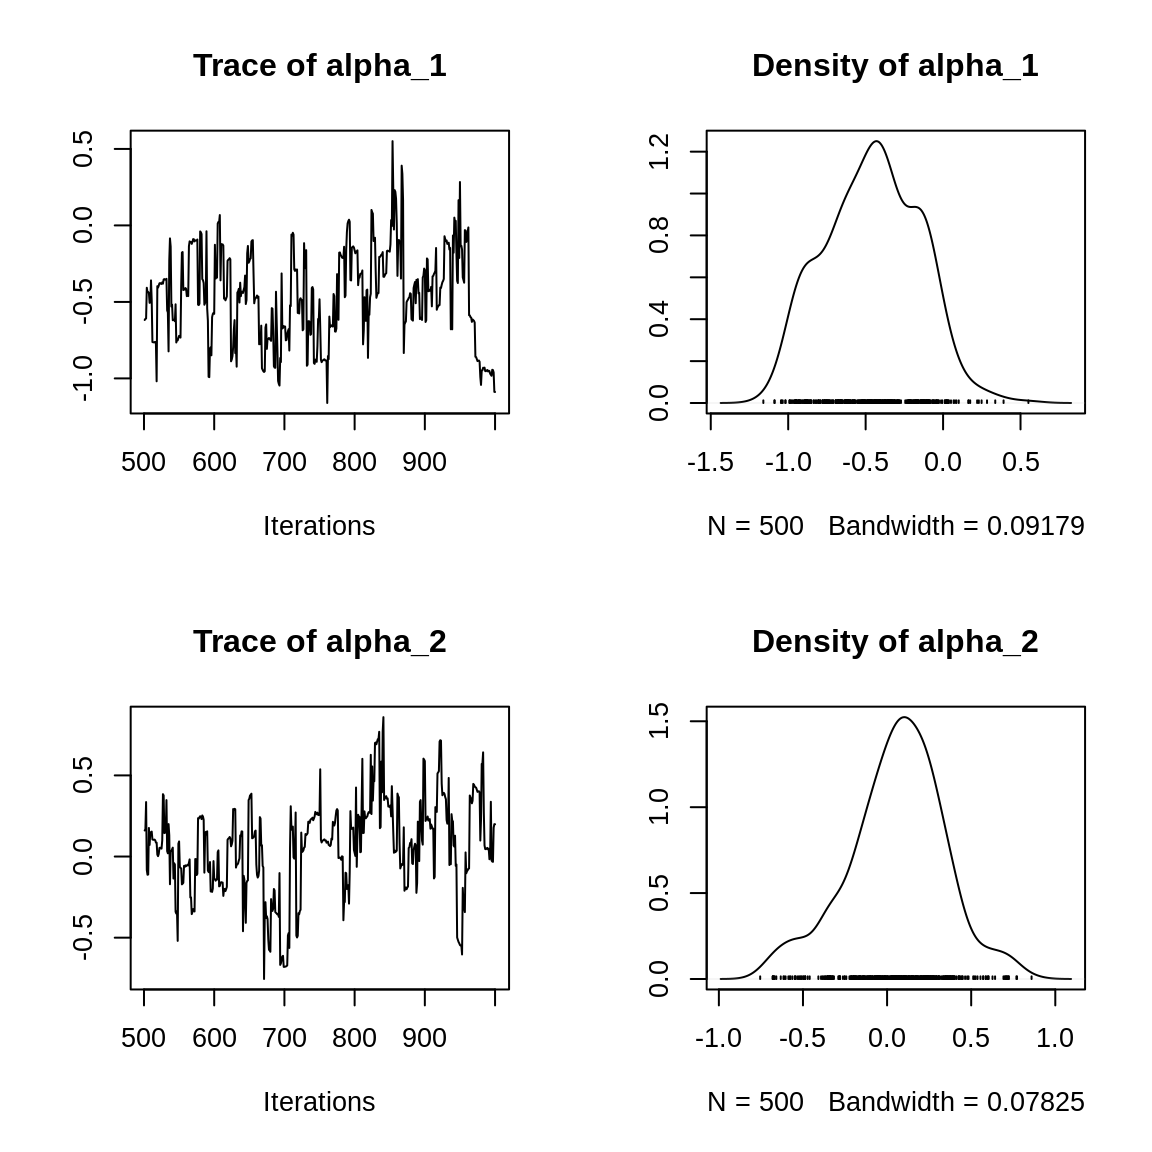 Trace of alpha_1
0.5
0.0
-0.5
-1.0
500 600 700 800 900
Iterations
Density of alpha_1
1.2
0.8
0.4
0.0
-1.5 -1.0 -0.5 0.0 0.5
N = 500 Bandwidth = 0.09179
Trace of alpha_2
0.5
0.0
-0.5
500 600 700 800 900
Iterations
Density of alpha_2
1.5
1.0
0.5
0.0
-1.0 -0.5 0.0 0.5 1.0
N = 500 Bandwidth = 0.07825